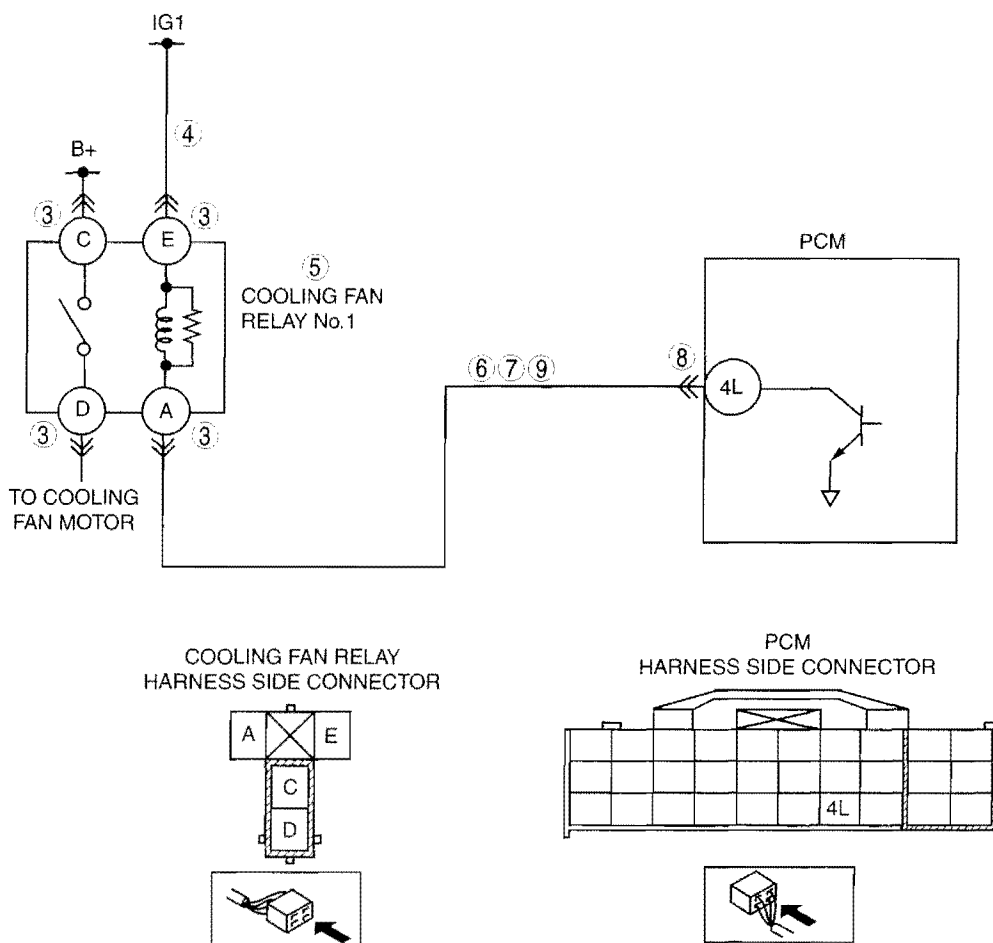 IG1
④
B+
③
③
C
E
PCM
⑤
COOLING FAN
RELAY No.1
⑥ ⑦ ⑨
⑧
4L
D
A
③
③
TO COOLING
FAN MOTOR
COOLING FAN RELAY
HARNESS SIDE CONNECTOR
A
E
C
D
PCM
HARNESS SIDE CONNECTOR
4L